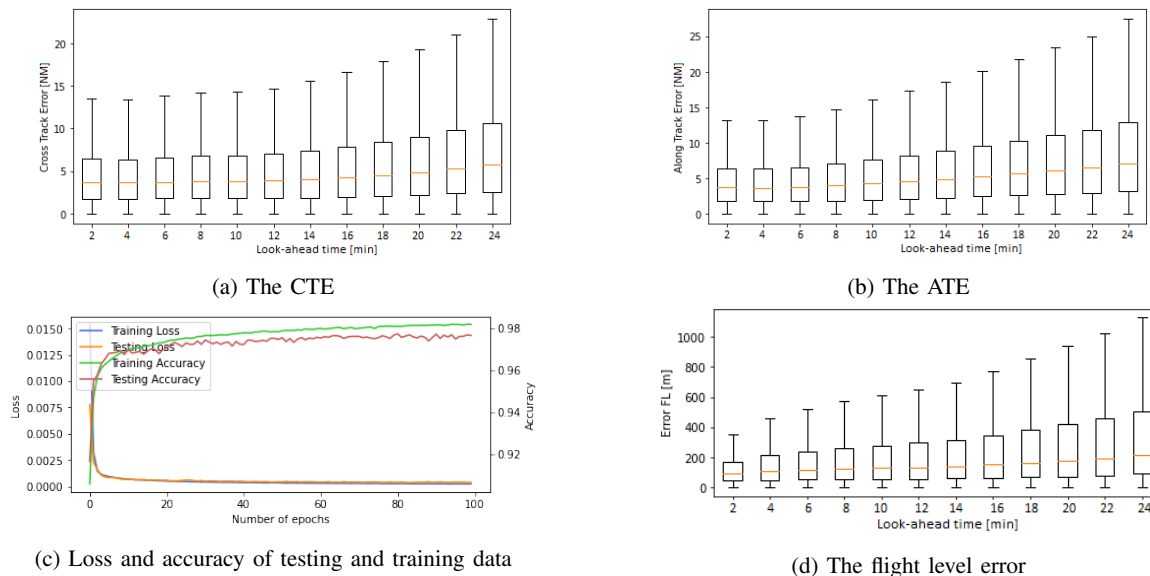 20
15
10
5
0
Cross Track Error [NM]
2 4 6 8 10 12 14 16 18 20 22 24
Look-ahead time [min]
(a) The CTE
25
20
15
10
5
0
Along Track Error [NM]
2 4 6 8 10 12 14 16 18 20 22 24
Look-ahead time [min]
(b) The ATE
0.0150
0.0125
0.0100
0.0075
0.0050
0.0025
0.0000
Loss
Training Loss
Testing Loss
Training Accuracy
Testing Accuracy
0.98
0.96
0.94
0.92
Accuracy
0 20 40 60 80 100
Number of epochs
(c) Loss and accuracy of testing and training data
1000
800
600
400
200
0
Error FL [m]
2 4 6 8 10 12 14 16 18 20 22 24
Look-ahead time [min]
(d) The flight level error